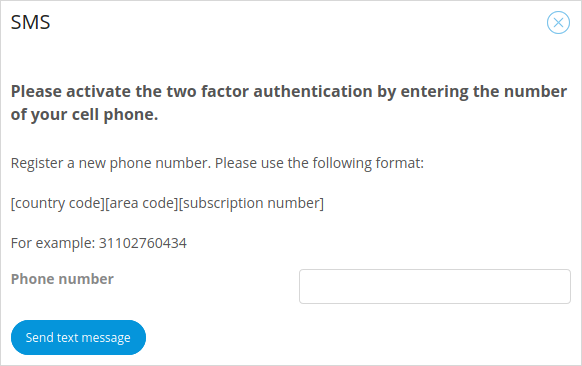 SMS
Please activate the two factor authentication by entering the number
of your cell phone.
Register a new phone number. Please use the following format:
[country code][area code][subscription number]
For example: 31102760434
Phone number
Send text message